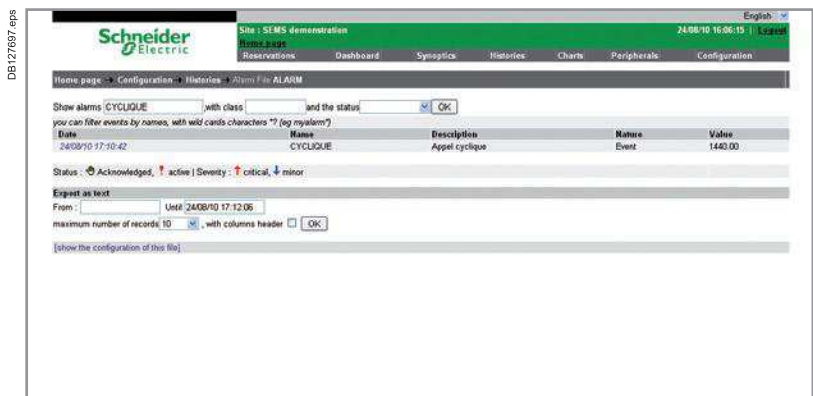 DB127697.eps
English
Schneider
Electric
Site : SEMS demonstration
24/08/10 16:06:15 | Logout
Home page
Reservations Dashboard Synoptics Histories Charts Peripherals Configuration
Home page → Configuration → Histories → Alarm File ALARM
Show alarms CYCLIQUE ,with class and the status OK
you can filter events by names, with wild cards characters *? (eg myalarm*)
Date Name Description Nature Value
24/08/10 17:10:42 CYCLIQUE Appel cyclique Event 1440.00
Status : Acknowledged, active | Severity : critical, minor
Export as text
From : Until 24/08/10 17:12:06
maximum number of records 10 , with columns header OK
[show the configuration of this file]